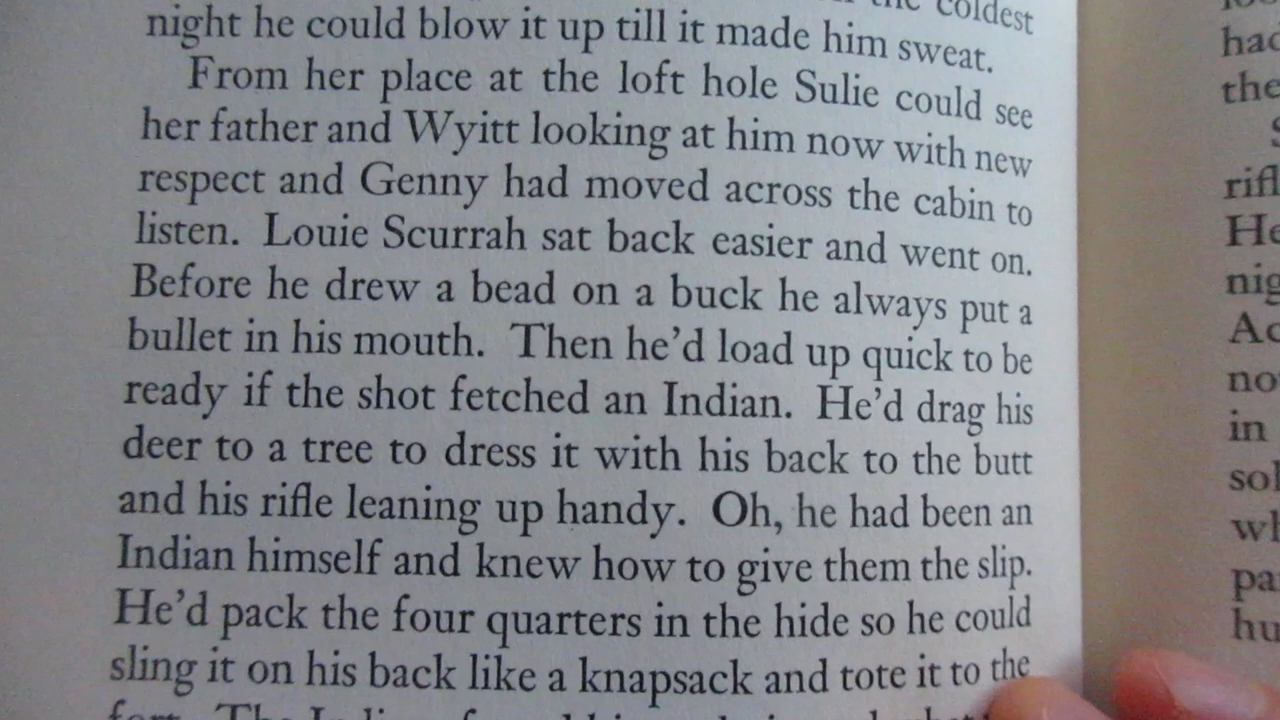 the coldest
night he could blow it up till it made him sweat.
From her place at the loft hole Sulie could see
her father and Wyitt looking at him now with new
respect and Genny had moved across the cabin to
listen. Louie Scurrah sat back easier and went on.
Before he drew a bead on a buck he always put a
bullet in his mouth. Then he'd load up quick to be
ready if the shot fetched an Indian. He'd drag his
deer to a tree to dress it with his back to the butt
and his rifle leaning up handy. Oh, he had been an
Indian himself and knew how to give them the slip.
He'd pack the four quarters in the hide so he could
sling it on his back like a knapsack and tote it to the
fort. The
the
He
in